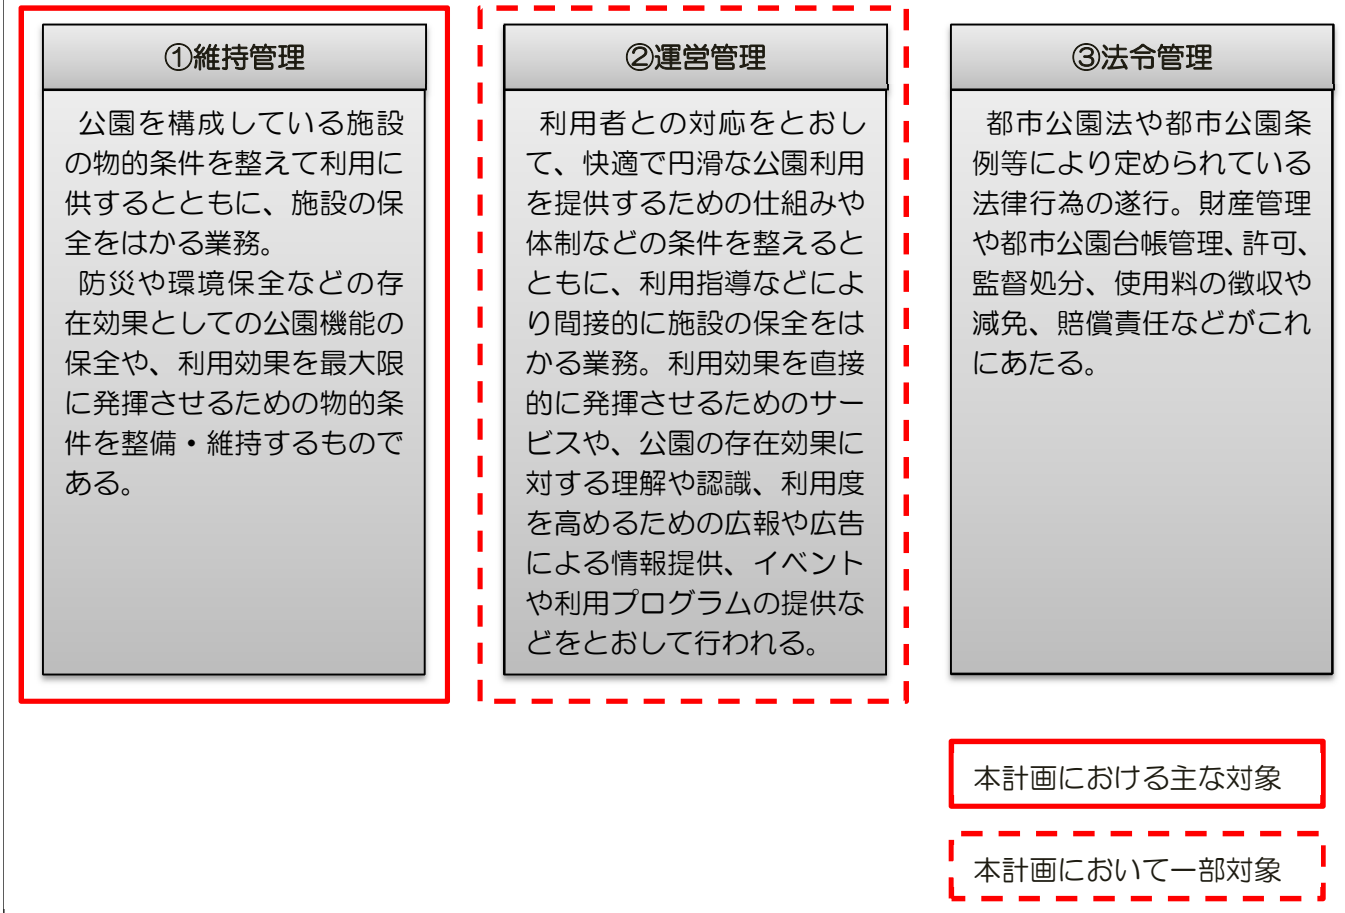 ①維持管理
公園を構成している施設
の物的条件を整えて利用に
供するとともに、施設の保
全をはかる業務。
防災や環境保全などの存
在効果としての公園機能の
保全や、利用効果を最大限
に発揮させるための物的条
件を整備・維持するもので
ある。
②運営管理
利用者との対応をとおし
て、快適で円滑な公園利用
を提供するための仕組みや
体制などの条件を整えると
ともに、利用指導などによ
り間接的に施設の保全をは
かる業務。利用効果を直接
的に発揮させるためのサー
ビスや、公園の存在効果に
対する理解や認識、利用度
を高めるための広報や広告
による情報提供、イベント
や利用プログラムの提供な
どをとおして行われる。
③法令管理
都市公園法や都市公園条
例等により定められている
法律行為の遂行。財産管理
や都市公園台帳管理、許可、
監督処分、使用料の徴収や
減免、賠償責任などがこれ
にあたる。
本計画における主な対象
本計画において一部対象